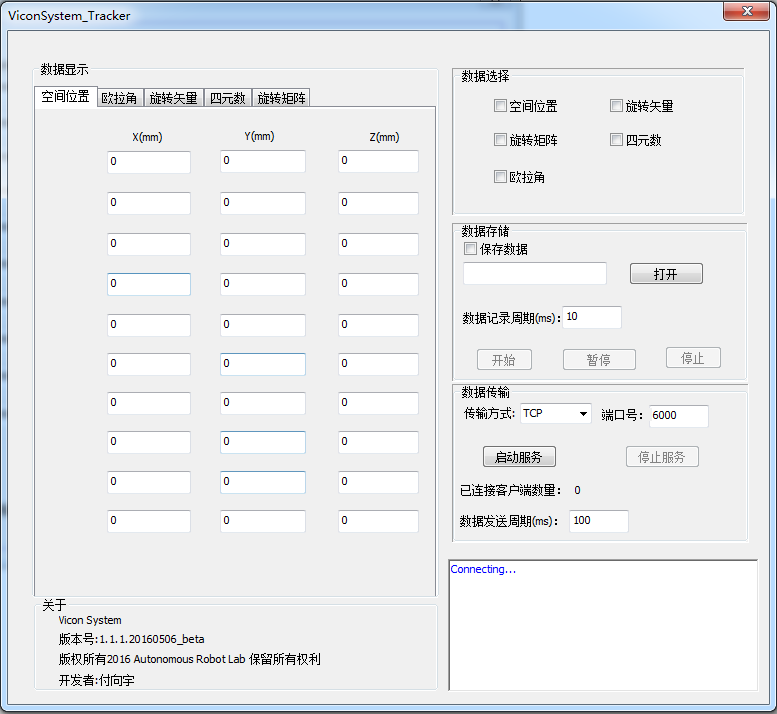 ViconSystem_Tracker
数据显示
空间位置 欧拉角 旋转矢量 四元数 旋转矩阵
X(mm) Y(mm) Z(mm)
0 0 0
0 0 0
0 0 0
0 0 0
0 0 0
0 0 0
0 0 0
0 0 0
0 0 0
0 0 0
关于
Vicon System
版本号:1.1.1.20160506_beta
版权所有2016 Autonomous Robot Lab 保留所有权利
开发者:付向宇
数据选择
空间位置 旋转矢量
旋转矩阵 四元数
欧拉角
数据存储
保存数据
打开
数据记录周期(ms): 10
开始 暂停 停止
数据传输
传输方式: TCP 端口号: 6000
启动服务 停止服务
已连接客户端数量: 0
数据发送周期(ms): 100
Connecting...